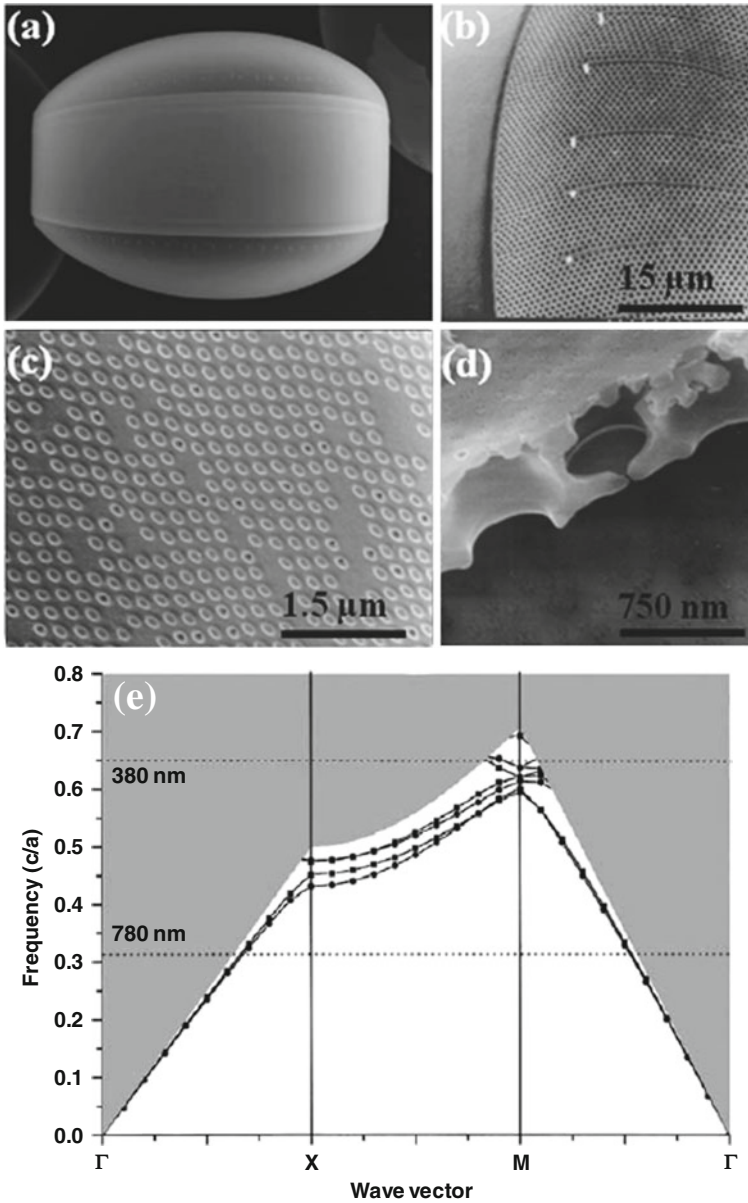 (a)
(b)
15 µm
(c)
1.5 µm
(d)
750 nm
(e)
0.8
0.7
0.6
0.5
0.4
0.3
0.2
0.1
0.0
380 nm
780 nm
Frequency (c/a)
Γ
X
M
Γ
Wave vector